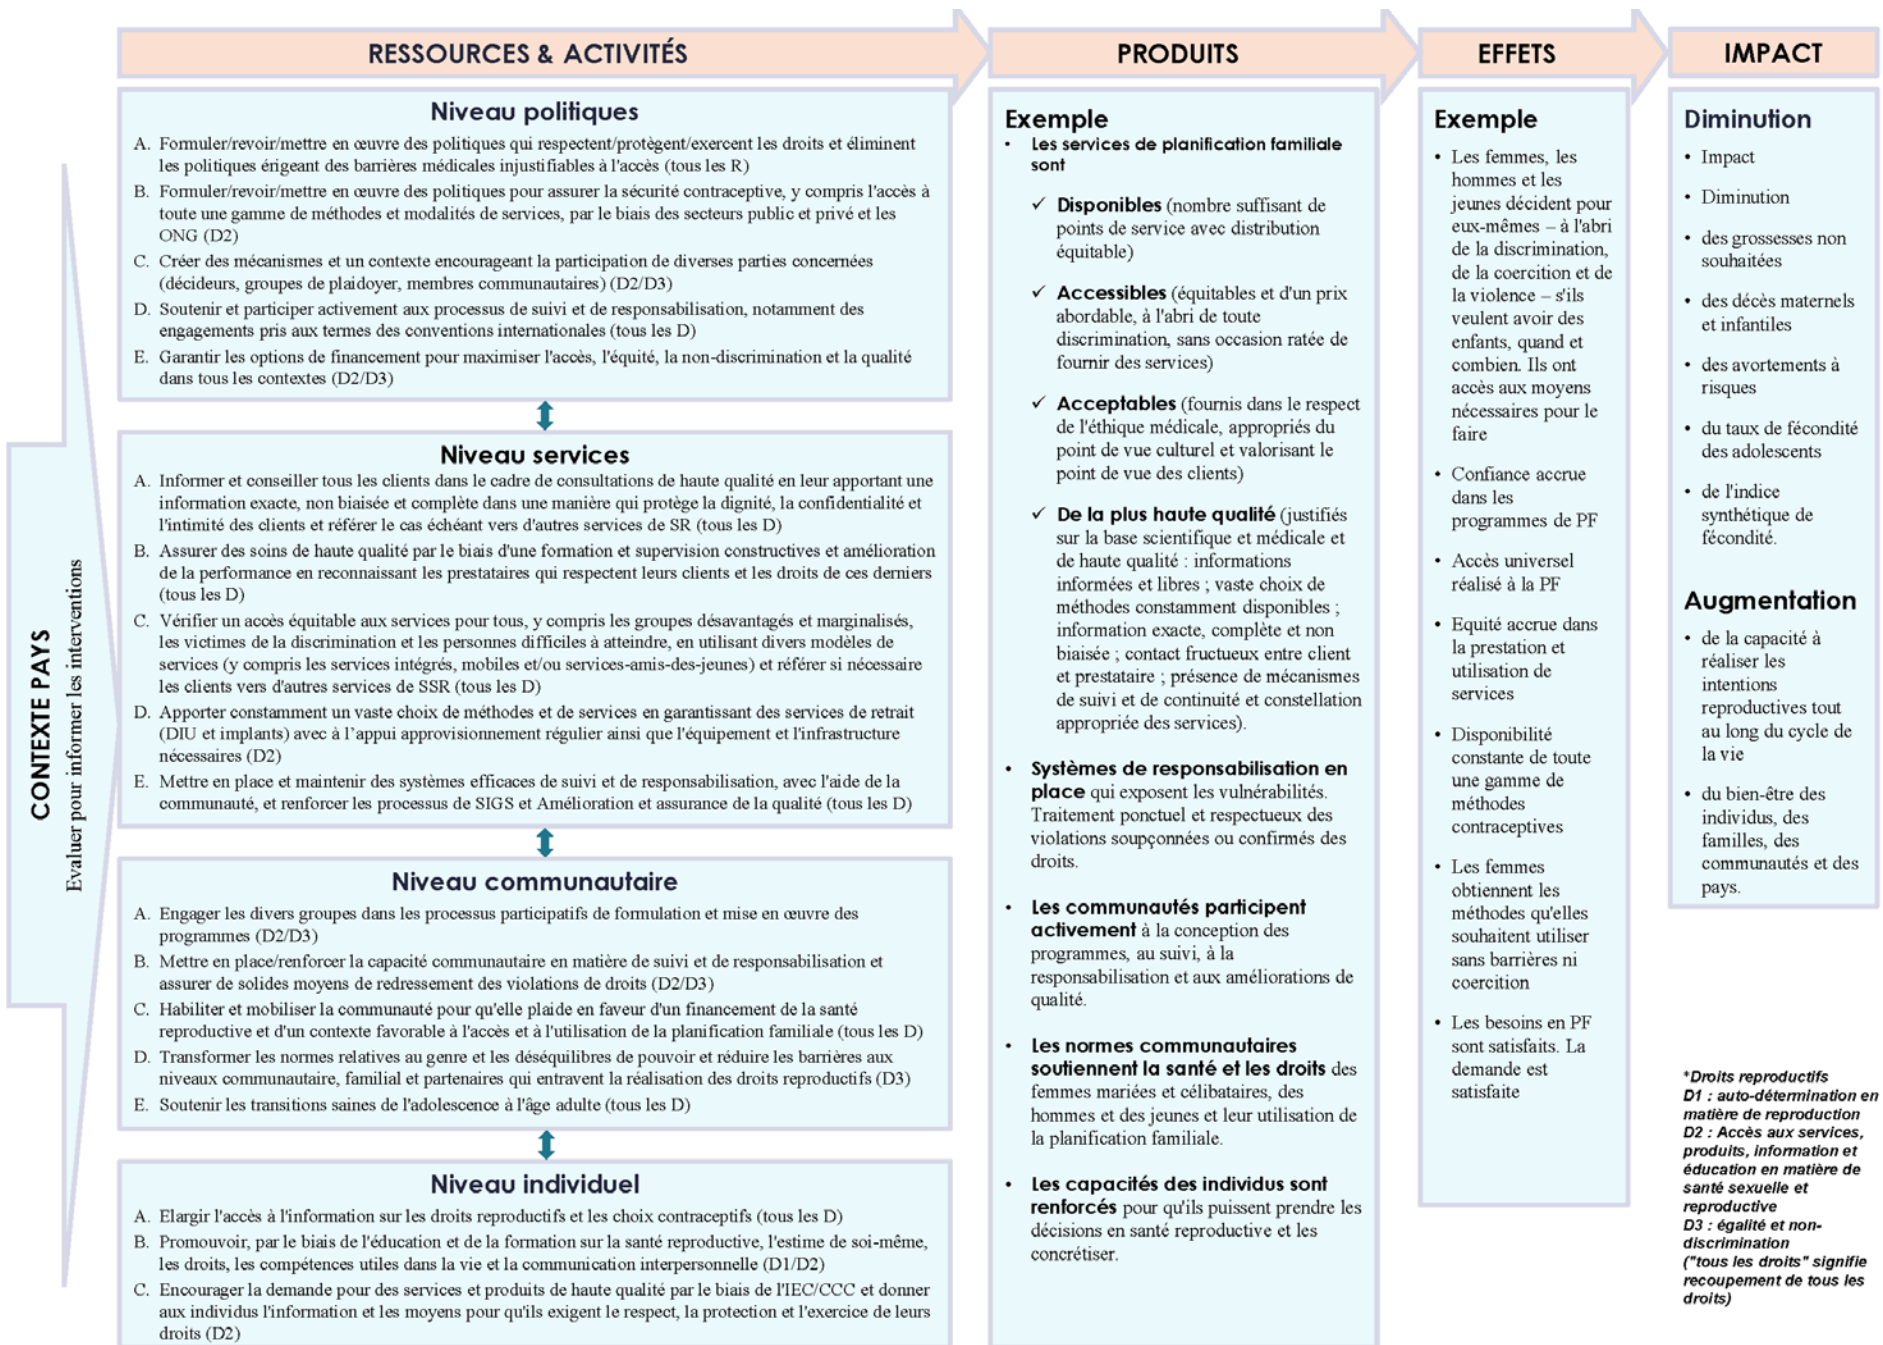 RESSOURCES & ACTIVITÉS
PRODUITS
EFFETS
IMPACT
CONTEXTE PAYS
Evaluer pour informer les interventions
Niveau politiques
A. Formuler/revoir/mettre en œuvre des politiques qui respectent/protègent/exercent les droits et éliminent
les politiques érigeant des barrières médicales injustifiables à l'accès (tous les R)
B. Formuler/revoir/mettre en œuvre des politiques pour assurer la sécurité contraceptive, y compris l'accès à
toute une gamme de méthodes et modalités de services, par le biais des secteurs public et privé et les
ONG (D2)
C. Créer des mécanismes et un contexte encourageant la participation de diverses parties concernées
(décideurs, groupes de plaidoyer, membres communautaires) (D2/D3)
D. Soutenir et participer activement aux processus de suivi et de responsabilisation, notamment des
engagements pris aux termes des conventions internationales (tous les D)
E. Garantir les options de financement pour maximiser l'accès, l'équité, la non-discrimination et la qualité
dans tous les contextes (D2/D3)
Niveau services
A. Informer et conseiller tous les clients dans le cadre de consultations de haute qualité en leur apportant une
information exacte, non biaisée et complète dans une manière qui protège la dignité, la confidentialité et
l'intimité des clients et référer le cas échéant vers d'autres services de SR (tous les D)
B. Assurer des soins de haute qualité par le biais d'une formation et supervision constructives et amélioration
de la performance en reconnaissant les prestataires qui respectent leurs clients et les droits de ces derniers
(tous les D)
C. Vérifier un accès équitable aux services pour tous, y compris les groupes désavantagés et marginalisés,
les victimes de la discrimination et les personnes difficiles à atteindre, en utilisant divers modèles de
services (y compris les services intégrés, mobiles et/ou services-amis-des-jeunes) et référer si nécessaire
les clients vers d'autres services de SSR (tous les D)
D. Apporter constamment un vaste choix de méthodes et de services en garantissant des services de retrait
(DIU et implants) avec à l’appui approvisionnement régulier ainsi que l'équipement et l'infrastructure
nécessaires (D2)
E. Mettre en place et maintenir des systèmes efficaces de suivi et de responsabilisation, avec l'aide de la
communauté, et renforcer les processus de SIGS et Amélioration et assurance de la qualité (tous les D)
Niveau communautaire
A. Engager les divers groupes dans les processus participatifs de formulation et mise en œuvre des
programmes (D2/D3)
B. Mettre en place/renforcer la capacité communautaire en matière de suivi et de responsabilisation et
assurer de solides moyens de redressement des violations de droits (D2/D3)
C. Habiliter et mobiliser la communauté pour qu'elle plaide en faveur d'un financement de la santé
reproductive et d'un contexte favorable à l'accès et à l'utilisation de la planification familiale (tous les D)
D. Transformer les normes relatives au genre et les déséquilibres de pouvoir et réduire les barrières aux
niveaux communautaire, familial et partenaires qui entravent la réalisation des droits reproductifs (D3)
E. Soutenir les transitions saines de l'adolescence à l'âge adulte (tous les D)
Niveau individuel
A. Elargir l'accès à l'information sur les droits reproductifs et les choix contraceptifs (tous les D)
B. Promouvoir, par le biais de l'éducation et de la formation sur la santé reproductive, l'estime de soi-même,
les droits, les compétences utiles dans la vie et la communication interpersonnelle (D1/D2)
C. Encourager la demande pour des services et produits de haute qualité par le biais de l'IEC/CCC et donner
aux individus l'information et les moyens pour qu'ils exigent le respect, la protection et l'exercice de leurs
droits (D2)
Exemple
• Les services de planification familiale
sont
✓ Disponibles (nombre suffisant de
points de service avec distribution
équitable)
✓ Accessibles (équitables et d'un prix
abordable, à l'abri de toute
discrimination, sans occasion ratée de
fournir des services)
✓ Acceptables (fournis dans le respect
de l'éthique médicale, appropriés du
point de vue culturel et valorisant le
point de vue des clients)
✓ De la plus haute qualité (justifiés
sur la base scientifique et médicale et
de haute qualité : informations
informées et libres ; vaste choix de
méthodes constamment disponibles ;
information exacte, complète et non
biaisée ; contact fructueux entre client
et prestataire ; présence de mécanismes
de suivi et de continuité et constellation
appropriée des services).
• Systèmes de responsabilisation en
place qui exposent les vulnérabilités.
Traitement ponctuel et respectueux des
violations soupçonnées ou confirmés des
droits.
• Les communautés participent
activement à la conception des
programmes, au suivi, à la
responsabilisation et aux améliorations de
qualité.
• Les normes communautaires
soutiennent la santé et les droits des
femmes mariées et célibataires, des
hommes et des jeunes et leur utilisation de
la planification familiale.
• Les capacités des individus sont
renforcés pour qu'ils puissent prendre les
décisions en santé reproductive et les
concrétiser.
Exemple
• Les femmes, les
hommes et les
jeunes décident pour
eux-mêmes – à l'abri
de la discrimination,
de la coercition et de
la violence – s'ils
veulent avoir des
enfants, quand et
combien. Ils ont
accès aux moyens
nécessaires pour le
faire
• Confiance accrue
dans les
programmes de PF
• Accès universel
réalisé à la PF
• Equité accrue dans
la prestation et
utilisation de
services
• Disponibilité
constante de toute
une gamme de
méthodes
contraceptives
• Les femmes
obtiennent les
méthodes qu'elles
souhaitent utiliser
sans barrières ni
coercition
• Les besoins en PF
sont satisfaits. La
demande est
satisfaite
Diminution
• Impact
• Diminution
• des grossesses non
souhaitées
• des décès maternels
et infantiles
• des avortements à
risques
• du taux de fécondité
des adolescents
• de l'indice
synthétique de
fécondité.
Augmentation
• de la capacité à
réaliser les
intentions
reproductives tout
au long du cycle de
la vie
• du bien-être des
individus, des
familles, des
communautés et des
pays.
*Droits reproductifs
D1 : auto-détermination en
matière de reproduction
D2 : Accès aux services,
produits, information et
éducation en matière de
santé sexuelle et
reproductive
D3 : égalité et non-
discrimination
("tous les droits" signifie
recoupement de tous les
droits)